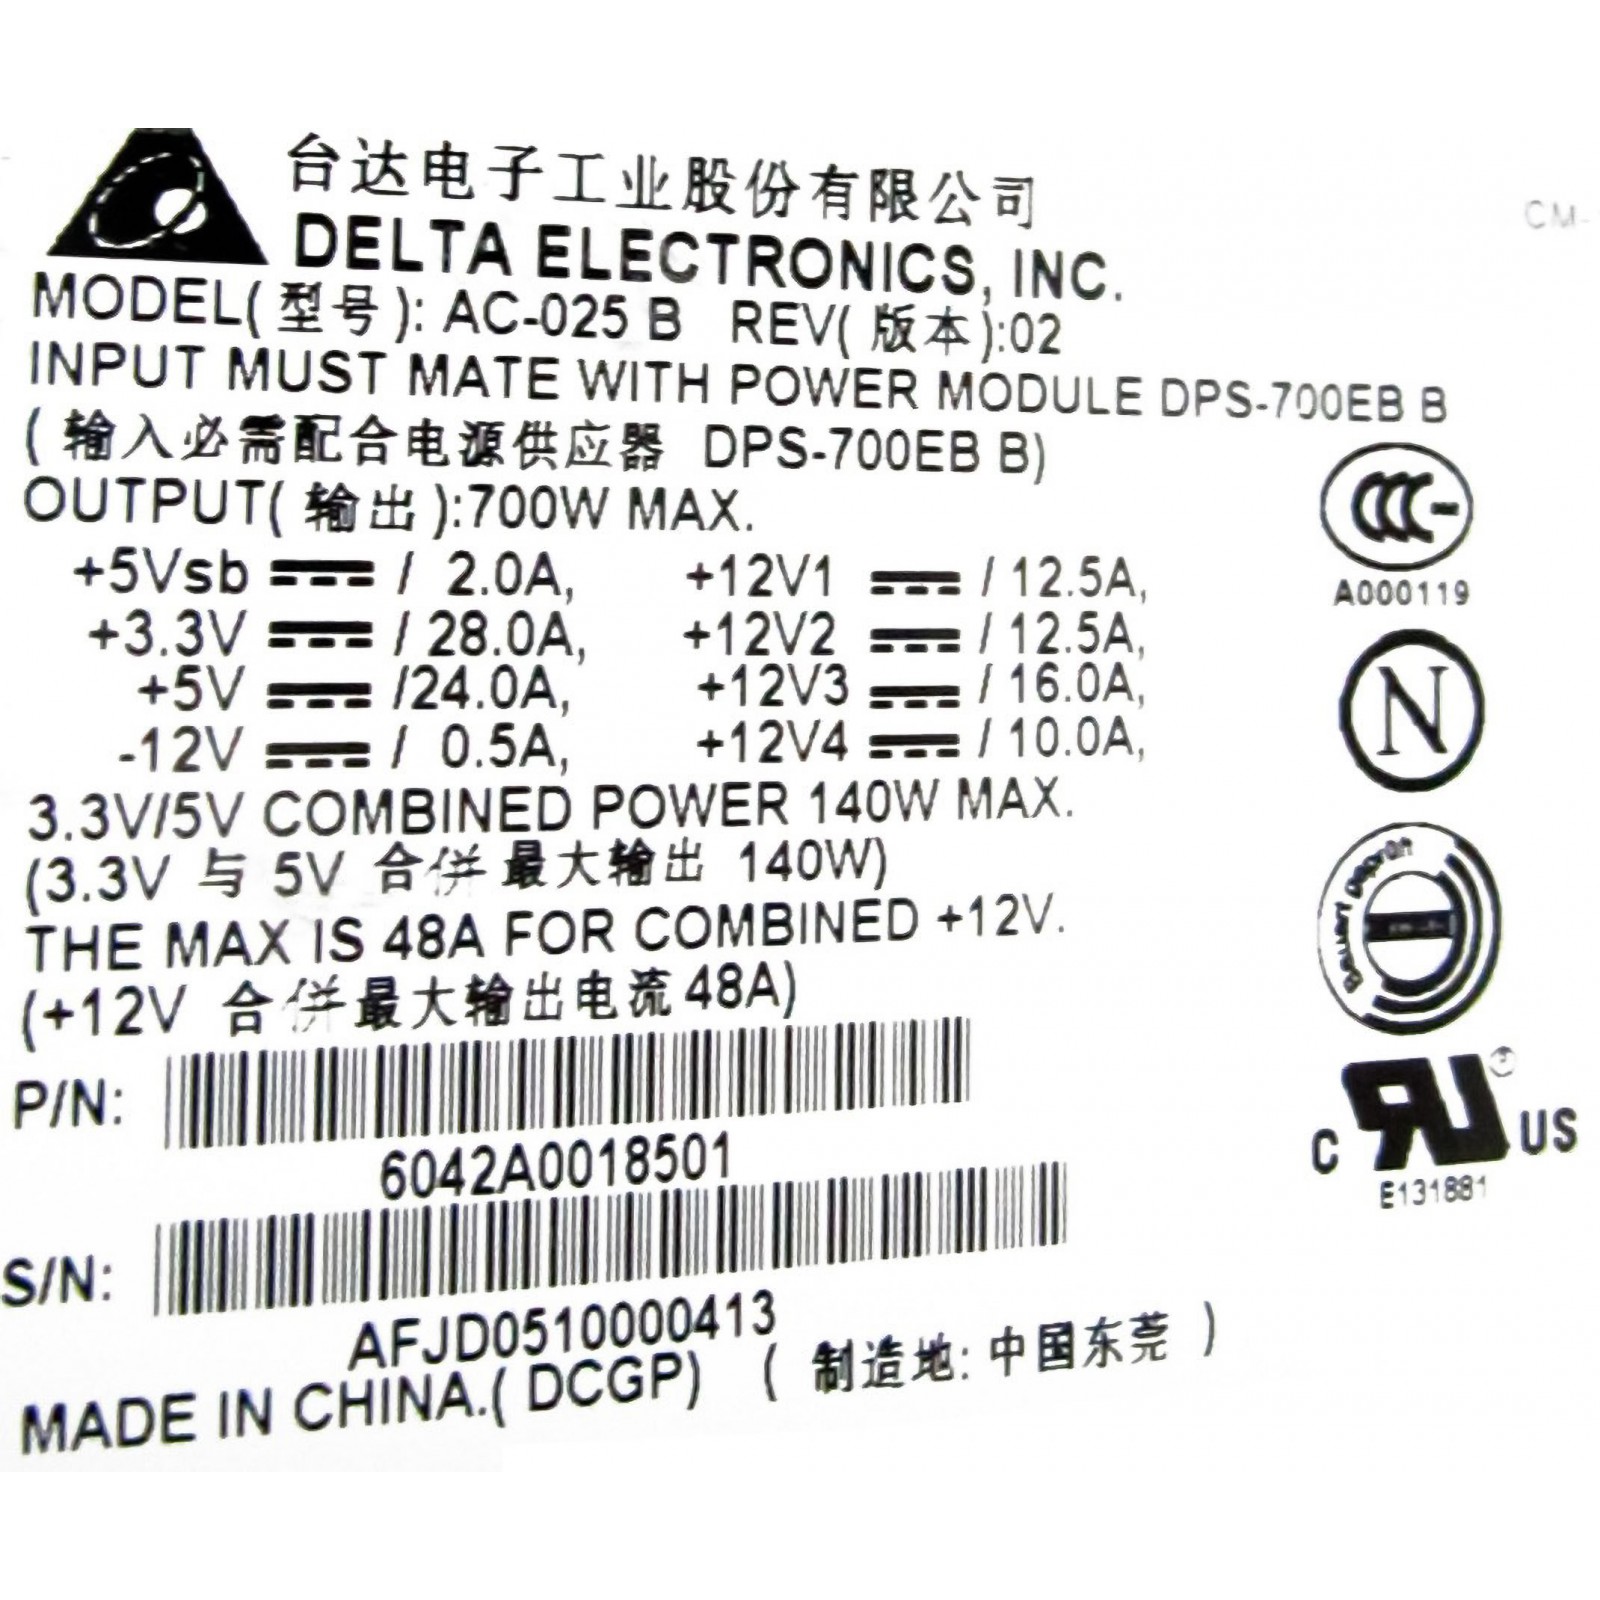 台达电子工业股份有限公司
DELTA ELECTRONICS, INC.
CM-
MODEL(型号): AC-025 B REV(版本):02
INPUT MUST MATE WITH POWER MODULE DPS-700EB B
(输入必需配合电源供应器 DPS-700EB B)
OUTPUT(输出):700W MAX.
+5Vsb / 2.0A, +12V1 / 12.5A,
+3.3V / 28.0A, +12V2 / 12.5A,
+5V /24.0A, +12V3 / 16.0A,
-12V / 0.5A, +12V4 / 10.0A,
3.3V/5V COMBINED POWER 140W MAX.
(3.3V 与 5V 合併最大输出 140W)
THE MAX IS 48A FOR COMBINED +12V.
(+12V 合併最大输出电流 48A)
P/N:
6042A0018501
S/N:
AFJD0510000413
MADE IN CHINA.(DCGP) (制造地:中国东莞)
CCC
A000119
N
Bauart geprüft
C US
E131881